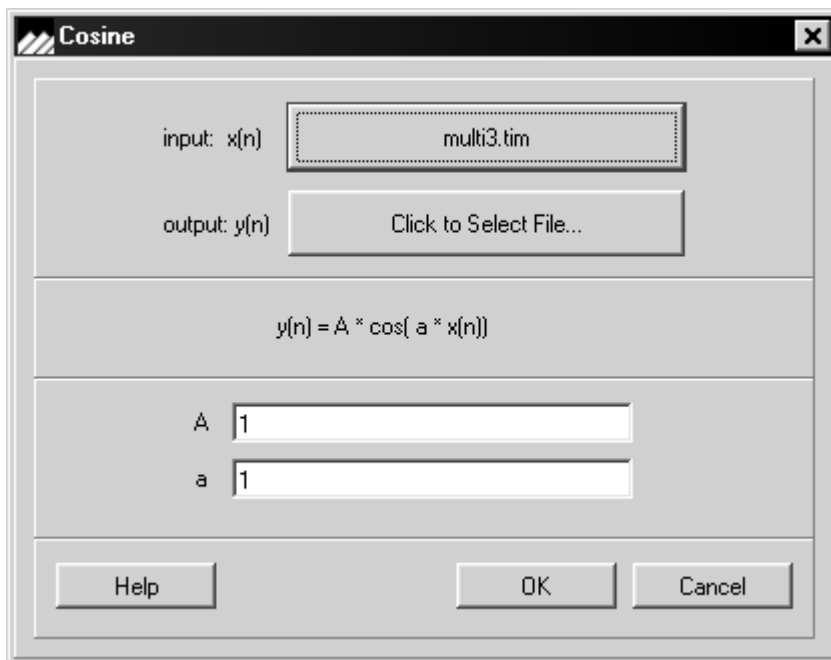 Cosine
input: x(n) multi3.tim
output: y(n) Click to Select File...
y(n) = A * cos( a * x(n))
A 1
a 1
Help OK Cancel